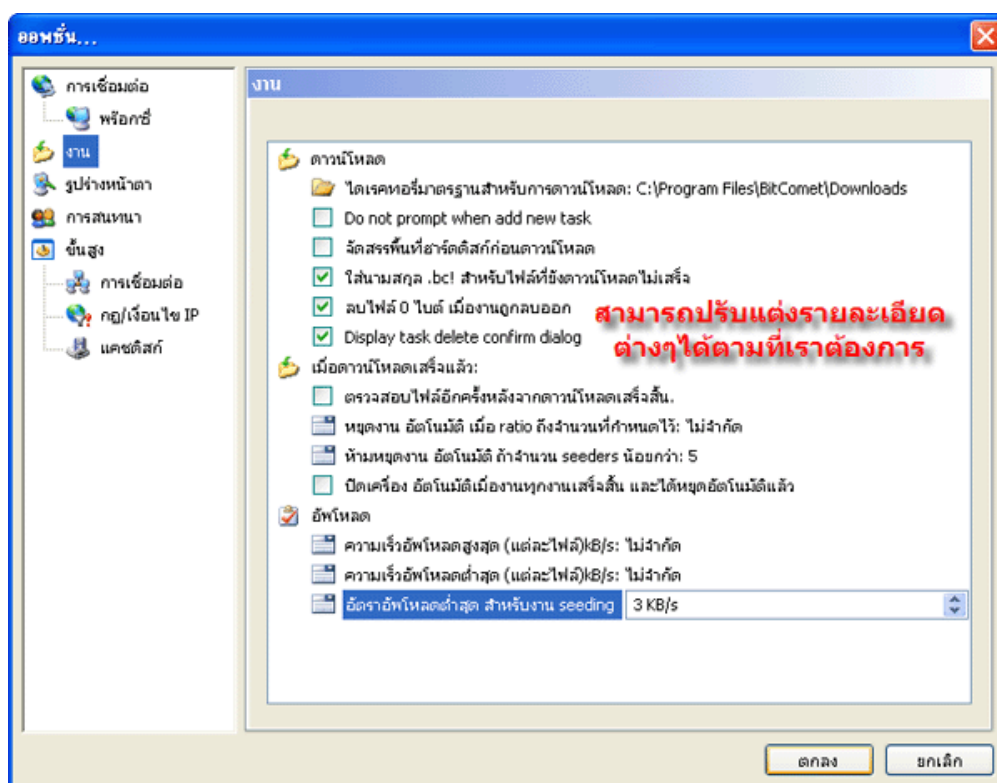 ออพชั่น...
การเชื่อมต่อ
พร๊อกซี่
งาน
รูปร่างหน้าตา
การสนทนา
ขั้นสูง
การเชื่อมต่อ
กฎ/เงื่อนไข IP
แคชดิสก์
งาน
ดาวน์โหลด
ไดเรคทอรี่มาตรฐานสำหรับการดาวน์โหลด: C:\Program Files\BitComet\Downloads
Do not prompt when add new task
จัดสรรพื้นที่ฮาร์ดดิสก์ก่อนดาวน์โหลด
ใส่นามสกุล .bc! สำหรับไฟล์ที่ยังดาวน์โหลดไม่เสร็จ
ลบไฟล์ 0 ไบต์ เมื่องานถูกลบออก
Display task delete confirm dialog
สามารถปรับแต่งรายละเอียด
ต่างๆได้ตามที่เราต้องการ
เมื่อดาวน์โหลดเสร็จแล้ว:
ตรวจสอบไฟล์อีกครั้งหลังจากดาวน์โหลดเสร็จสิ้น.
หยุดงาน อัตโนมัติ เมื่อ ratio ถึงจำนวนที่กำหนดไว้: ไม่จำกัด
ห้ามหยุดงาน อัตโนมัติ ถ้าจำนวน seeders น้อยกว่า: 5
ปิดเครื่อง อัตโนมัติเมื่องานทุกงานเสร็จสิ้น และได้หยุดอัตโนมัติแล้ว
อัพโหลด
ความเร็วอัพโหลดสูงสุด (แต่ละไฟล์)kB/s: ไม่จำกัด
ความเร็วอัพโหลดต่ำสุด (แต่ละไฟล์)kB/s: ไม่จำกัด
อัตราอัพโหลดต่ำสุด สำหรับงาน seeding 3 KB/s
ตกลง
ยกเลิก